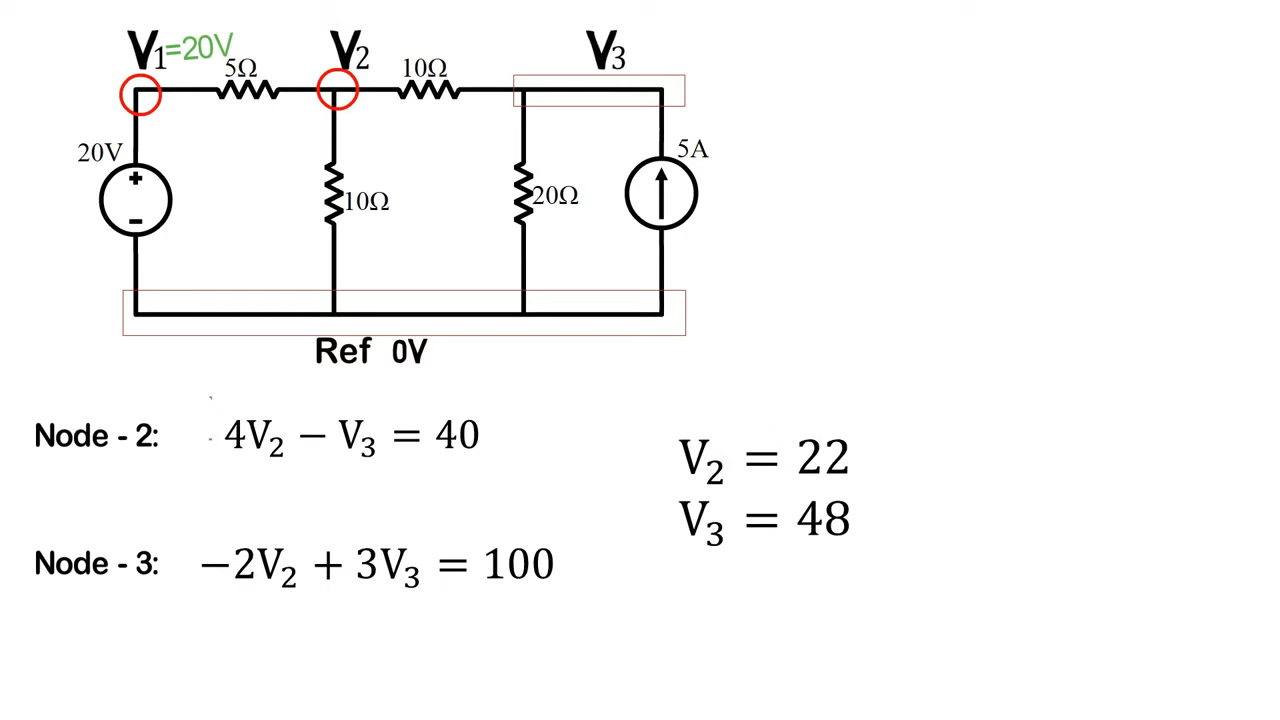 V₁=20V V₂ V₃
5Ω 10Ω
20V 5A
+
10Ω 20Ω
−
Ref 0V
Node - 2: 4V₂ − V₃ = 40
V₂ = 22
V₃ = 48
Node - 3: −2V₂ + 3V₃ = 100